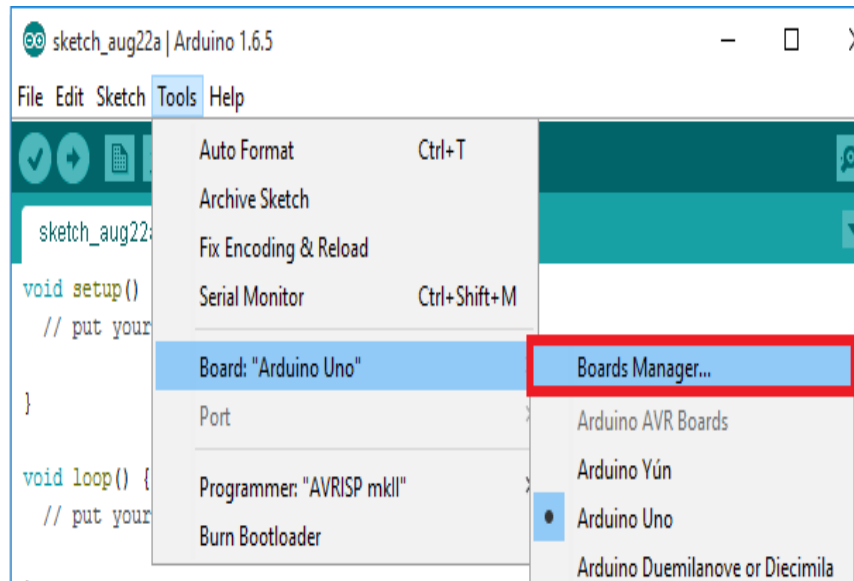 sketch_aug22a | Arduino 1.6.5
File Edit Sketch Tools Help
Auto Format Ctrl+T
Archive Sketch
sketch_aug22a
Fix Encoding & Reload
void setup()
Serial Monitor Ctrl+Shift+M
// put your
Board: "Arduino Uno"
Boards Manager...
}
Port
Arduino AVR Boards
Arduino Yún
void loop() {
Programmer: "AVRISP mkII"
// put your
Arduino Uno
Burn Bootloader
Arduino Duemilanove or Diecimila